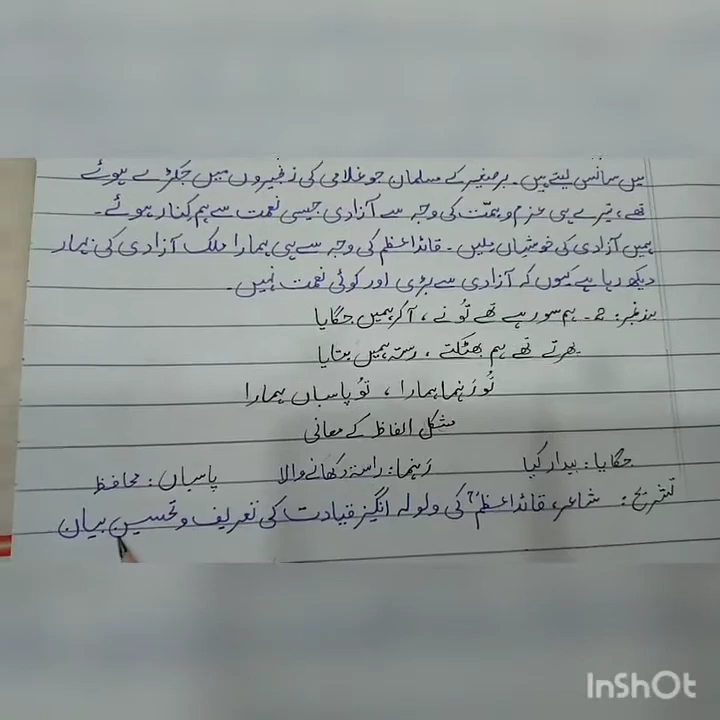 میں سانس لیتے ہیں۔ برصغیر کے مسلمان جو غلامی کی زنجیروں میں جکڑے ہوئے
تھے، تیرے ہی عزم و ہمت کی وجہ سے آزادی جیسی نعمت سے ہم کنار ہوئے۔
ہمیں آزادی کی خوشیاں ملیں۔ قائداعظم کی وجہ سے ہی ہمارا ملک آزادی کی بہار
دیکھ رہا ہے کیوں کہ آزادی سے بڑی اور کوئی نعمت نہیں۔
بند نمبر: 2۔ ہم سو رہے تھے تُو نے، آ کر ہمیں جگایا
پھرتے تھے ہم بھٹکتے، رستہ ہمیں بتایا
تُو رہنما ہمارا، تُو پاسباں ہمارا
مشکل الفاظ کے معانی
جگایا: بیدار کیا رہنما: راستہ دکھانے والا پاسباں: محافظ
تشریح: شاعر، قائداعظمؒ کی ولولہ انگیز قیادت کی تعریف و تحسین بیان
InShOt